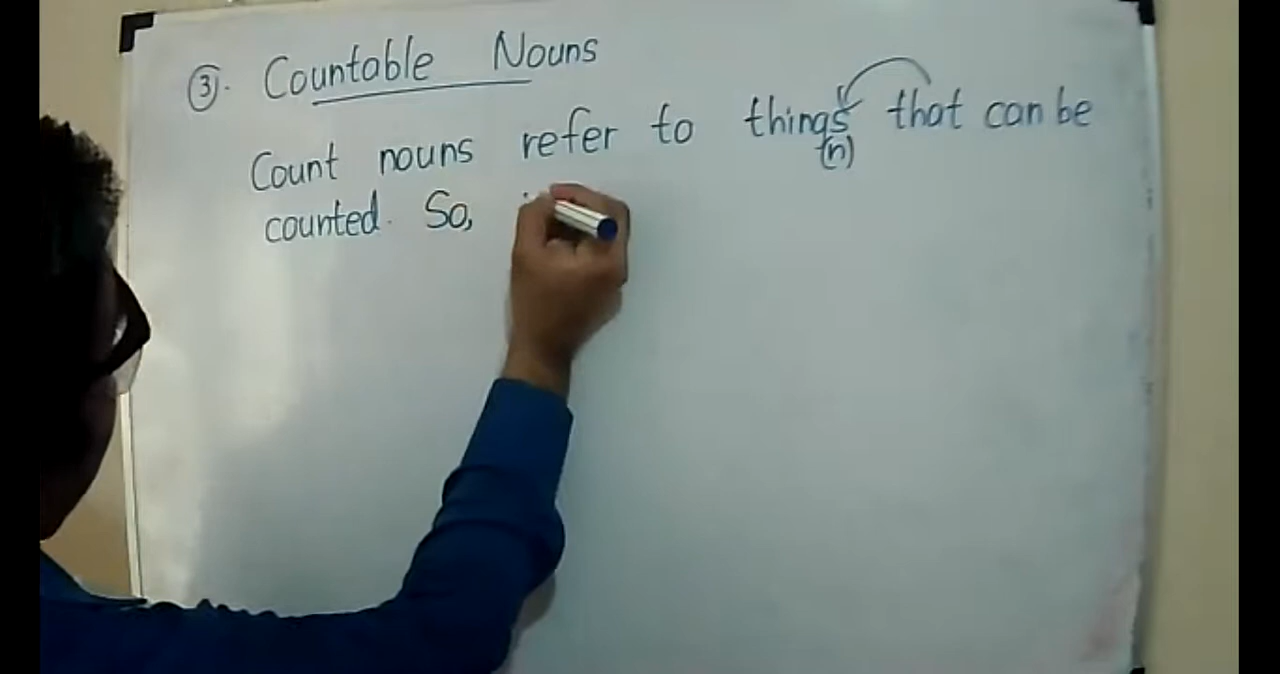 ③. Countable Nouns
Count nouns refer to things that can be
(n)
counted. So,